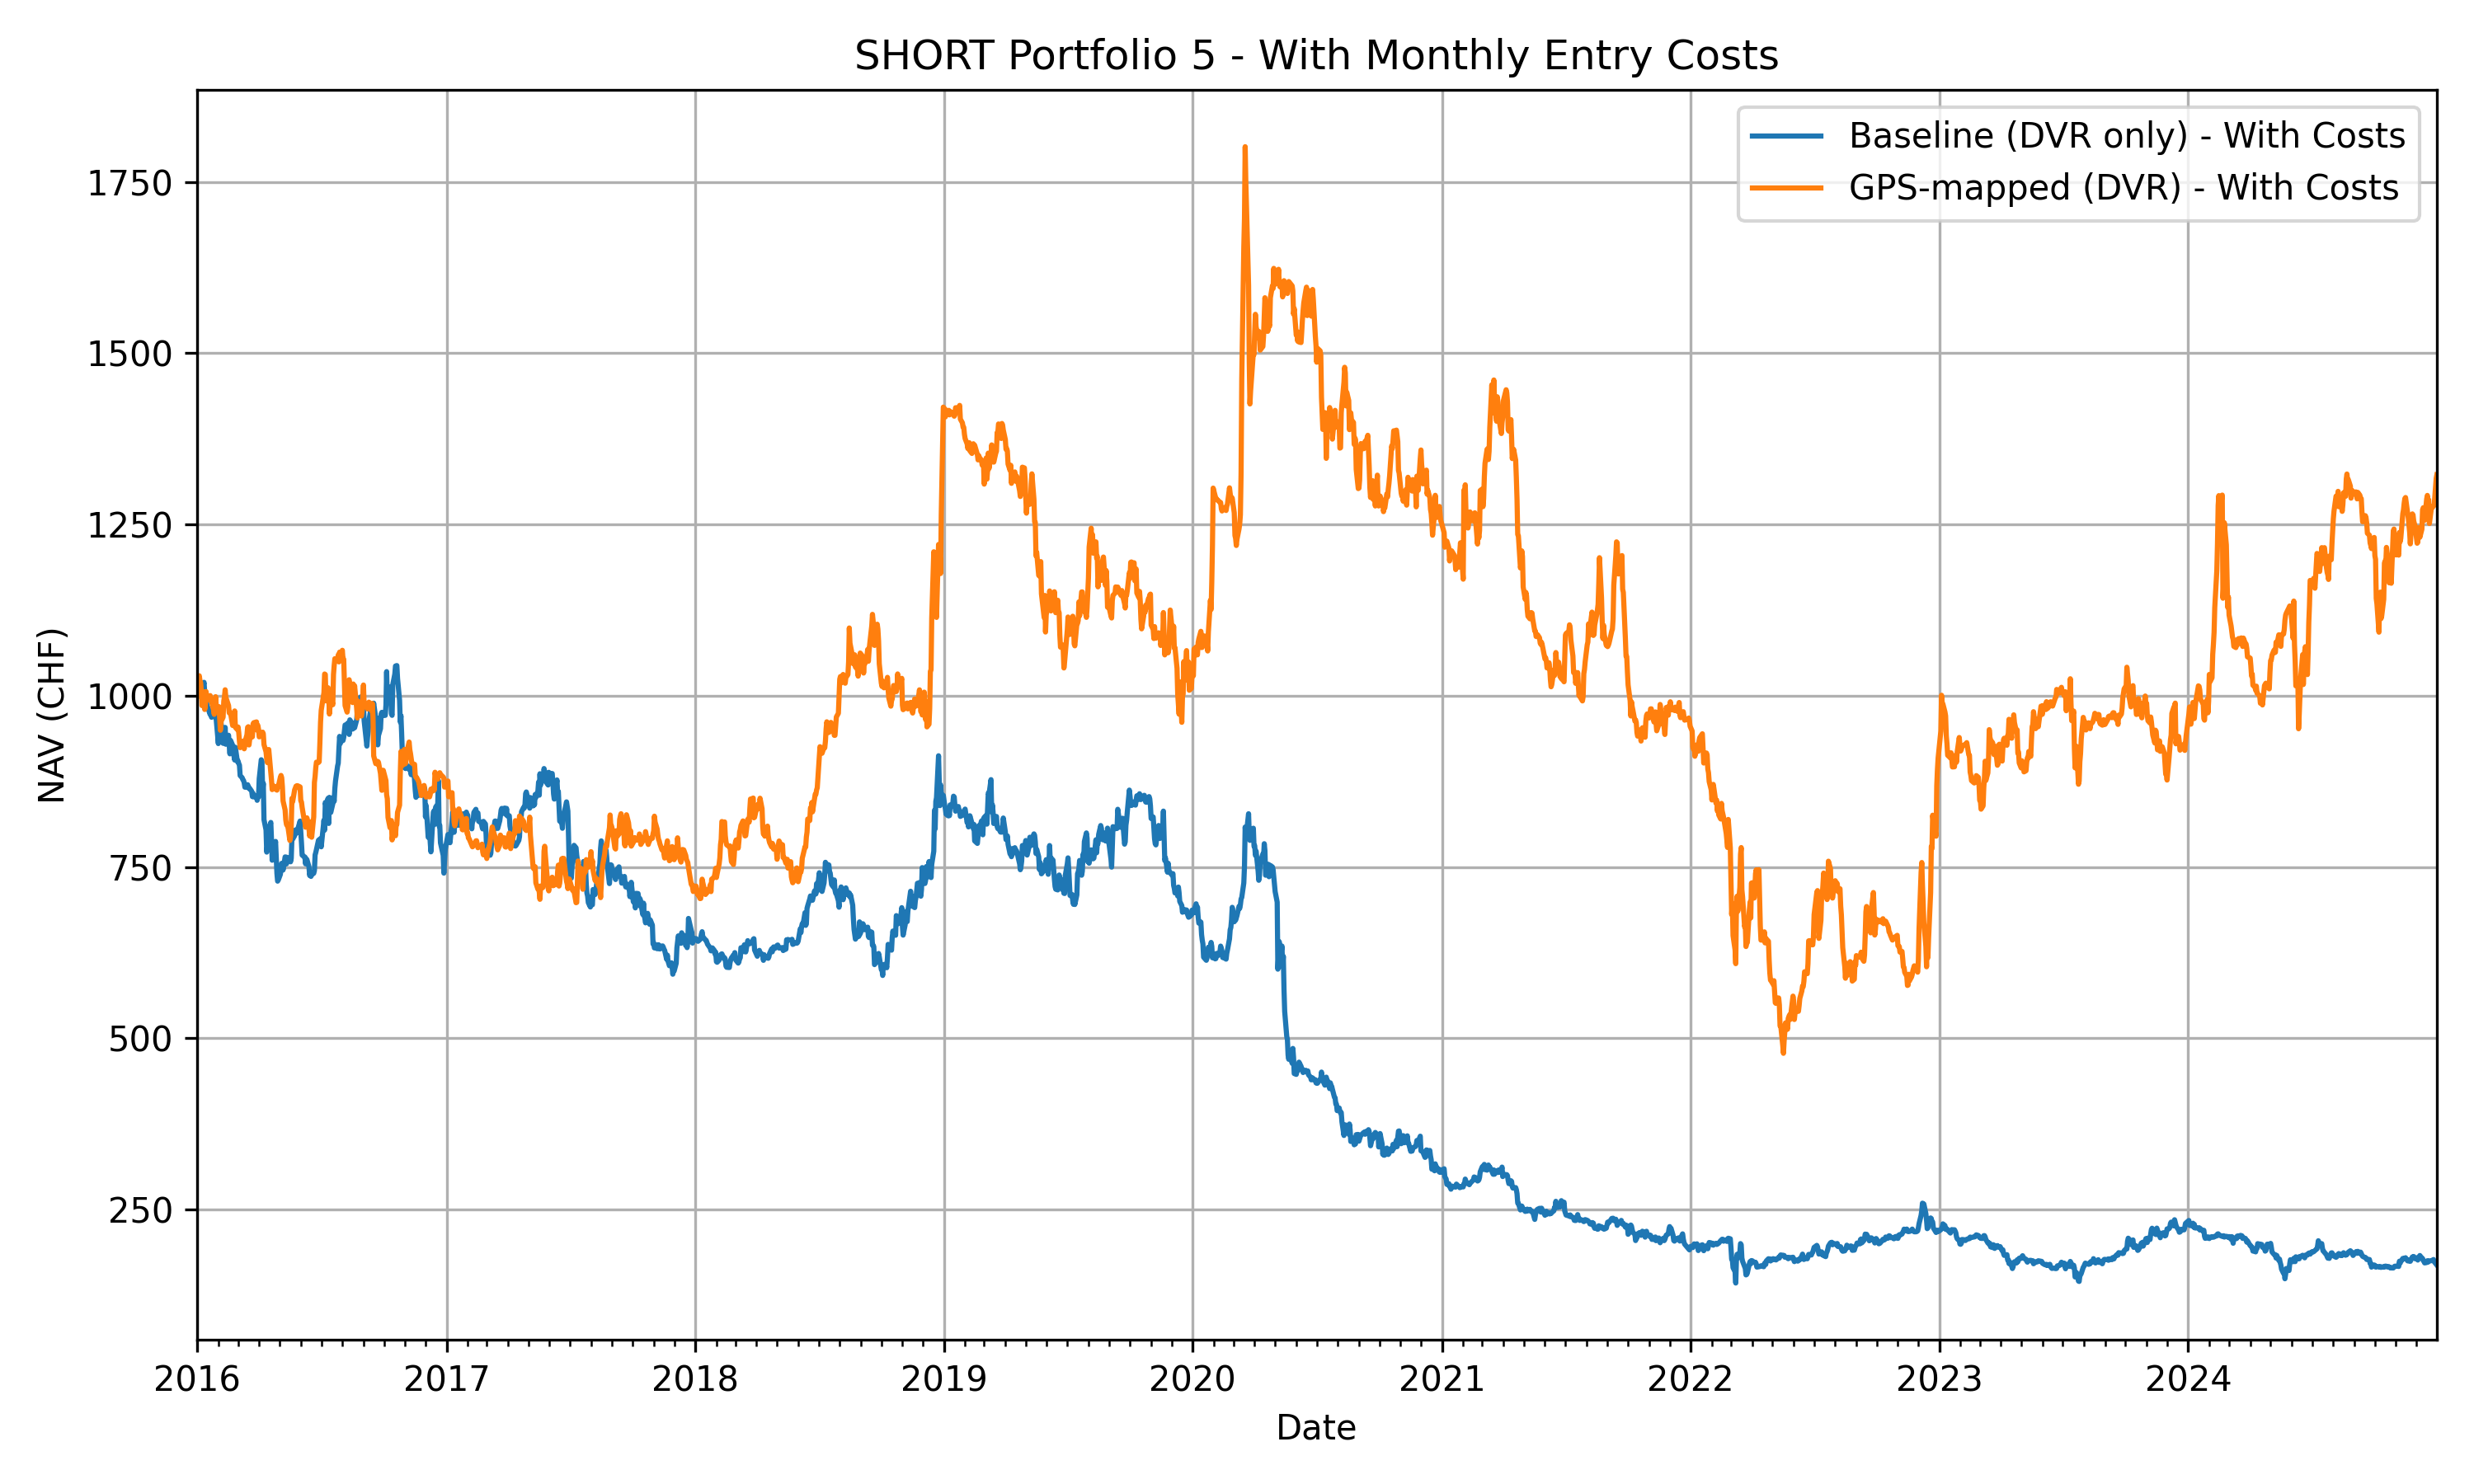 SHORT Portfolio 5 - With Monthly Entry Costs
Baseline (DVR only) - With Costs
GPS-mapped (DVR) - With Costs
1750
1500
1250
1000
750
500
250
NAV (CHF)
2016 2017 2018 2019 2020 2021 2022 2023 2024
Date